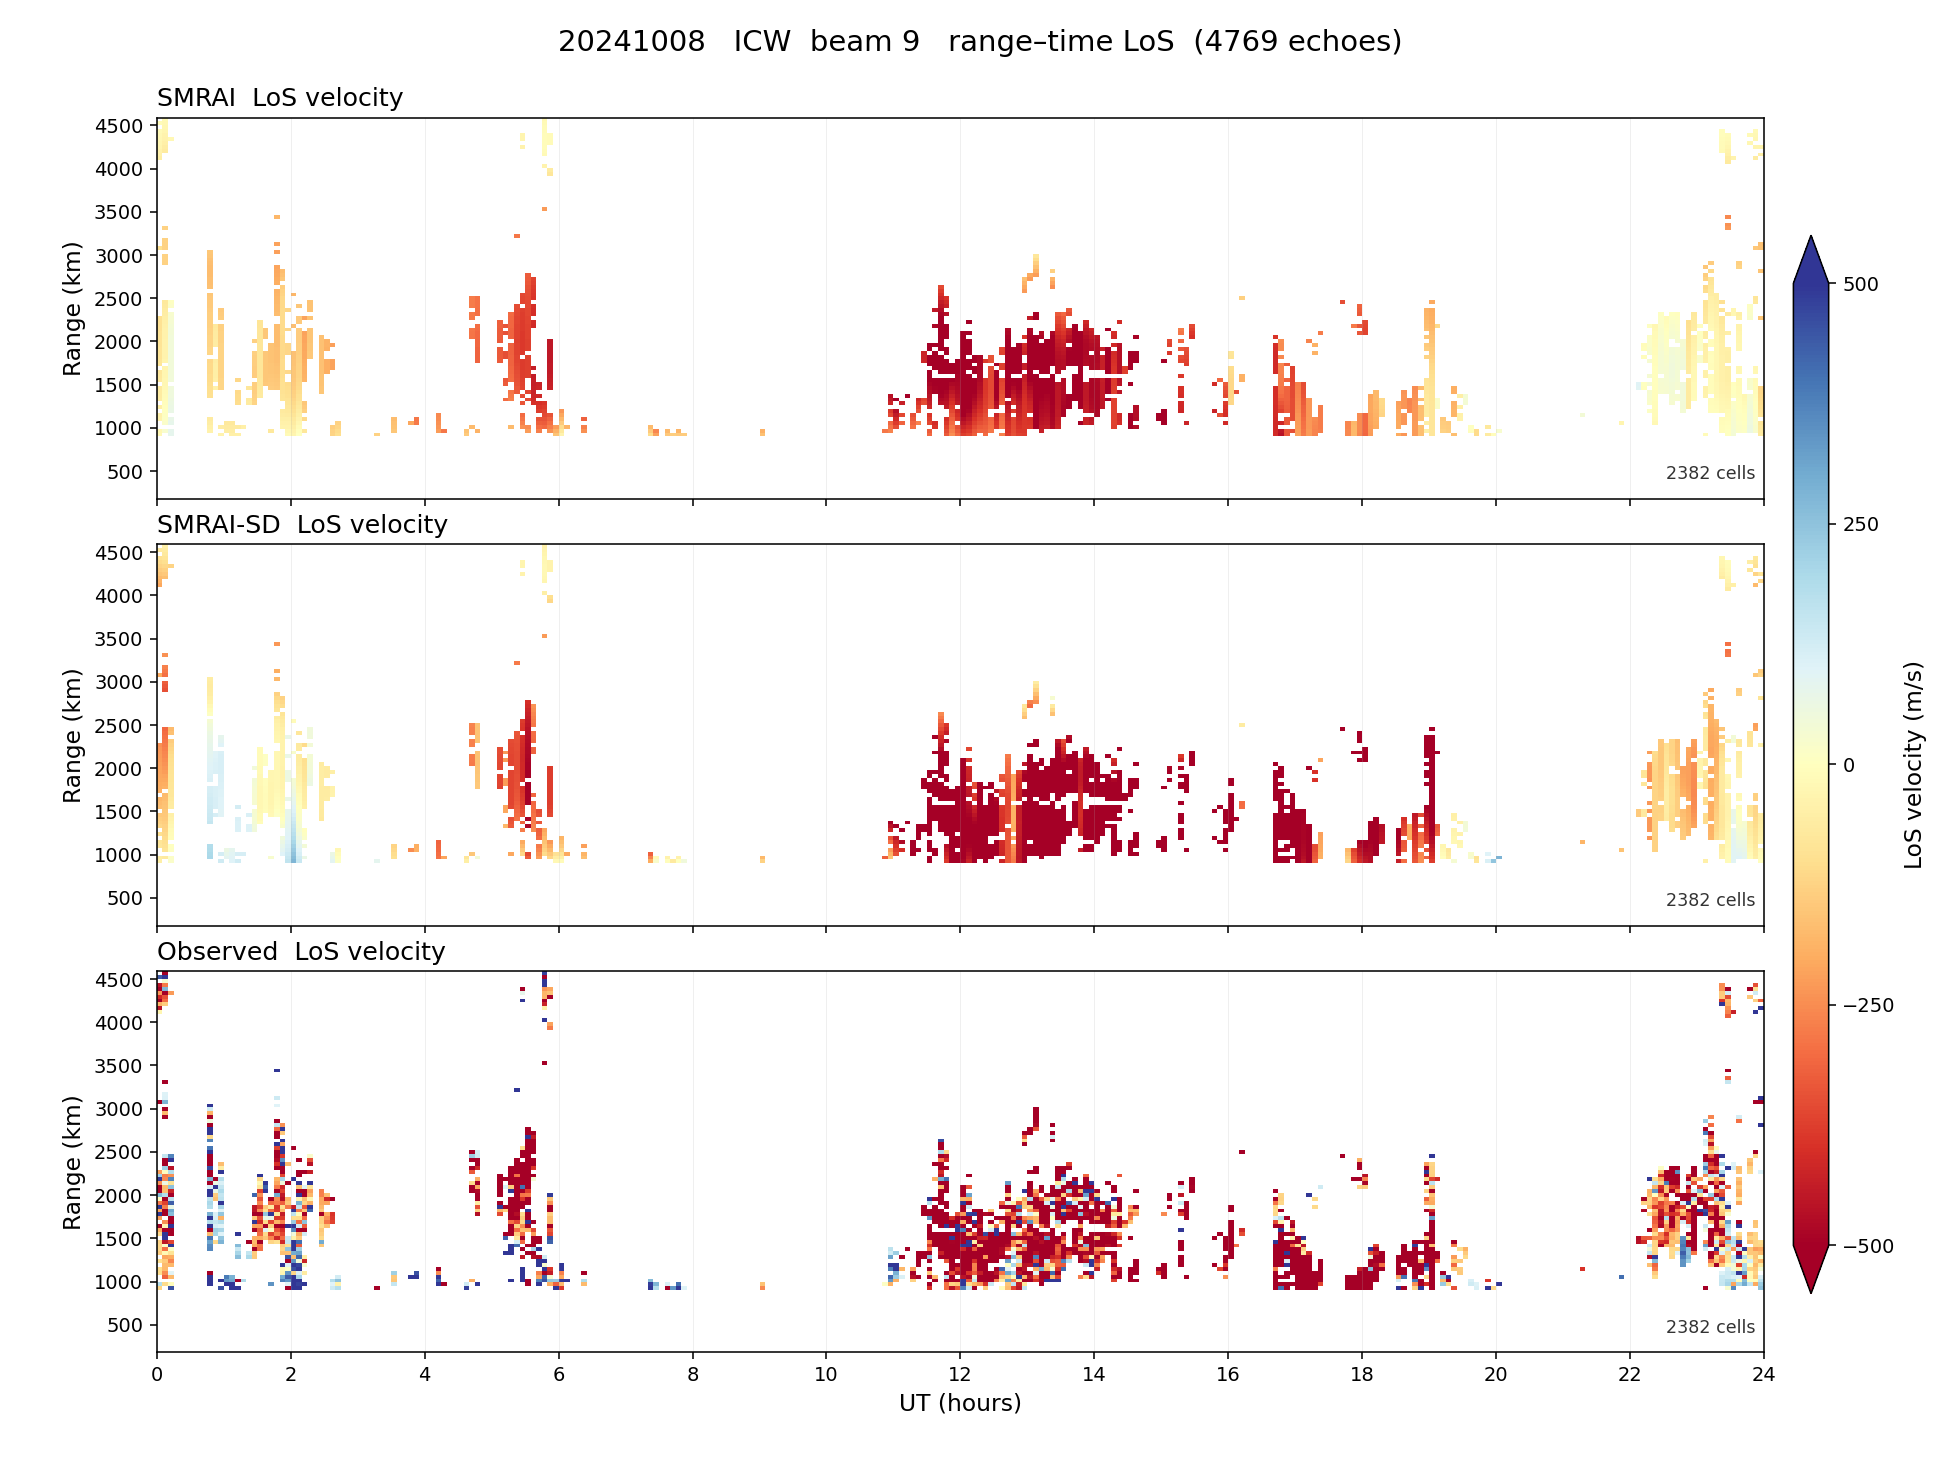 20241008 ICW beam 9 range–time LoS (4769 echoes)
SMRAI LoS velocity
4500
4000
3500
3000
2500
2000
1500
1000
500
Range (km)
2382 cells
SMRAI-SD LoS velocity
4500
4000
3500
3000
2500
2000
1500
1000
500
Range (km)
2382 cells
Observed LoS velocity
4500
4000
3500
3000
2500
2000
1500
1000
500
Range (km)
2382 cells
0 2 4 6 8 10 12 14 16 18 20 22 24
UT (hours)
500
250
0
−250
−500
LoS velocity (m/s)